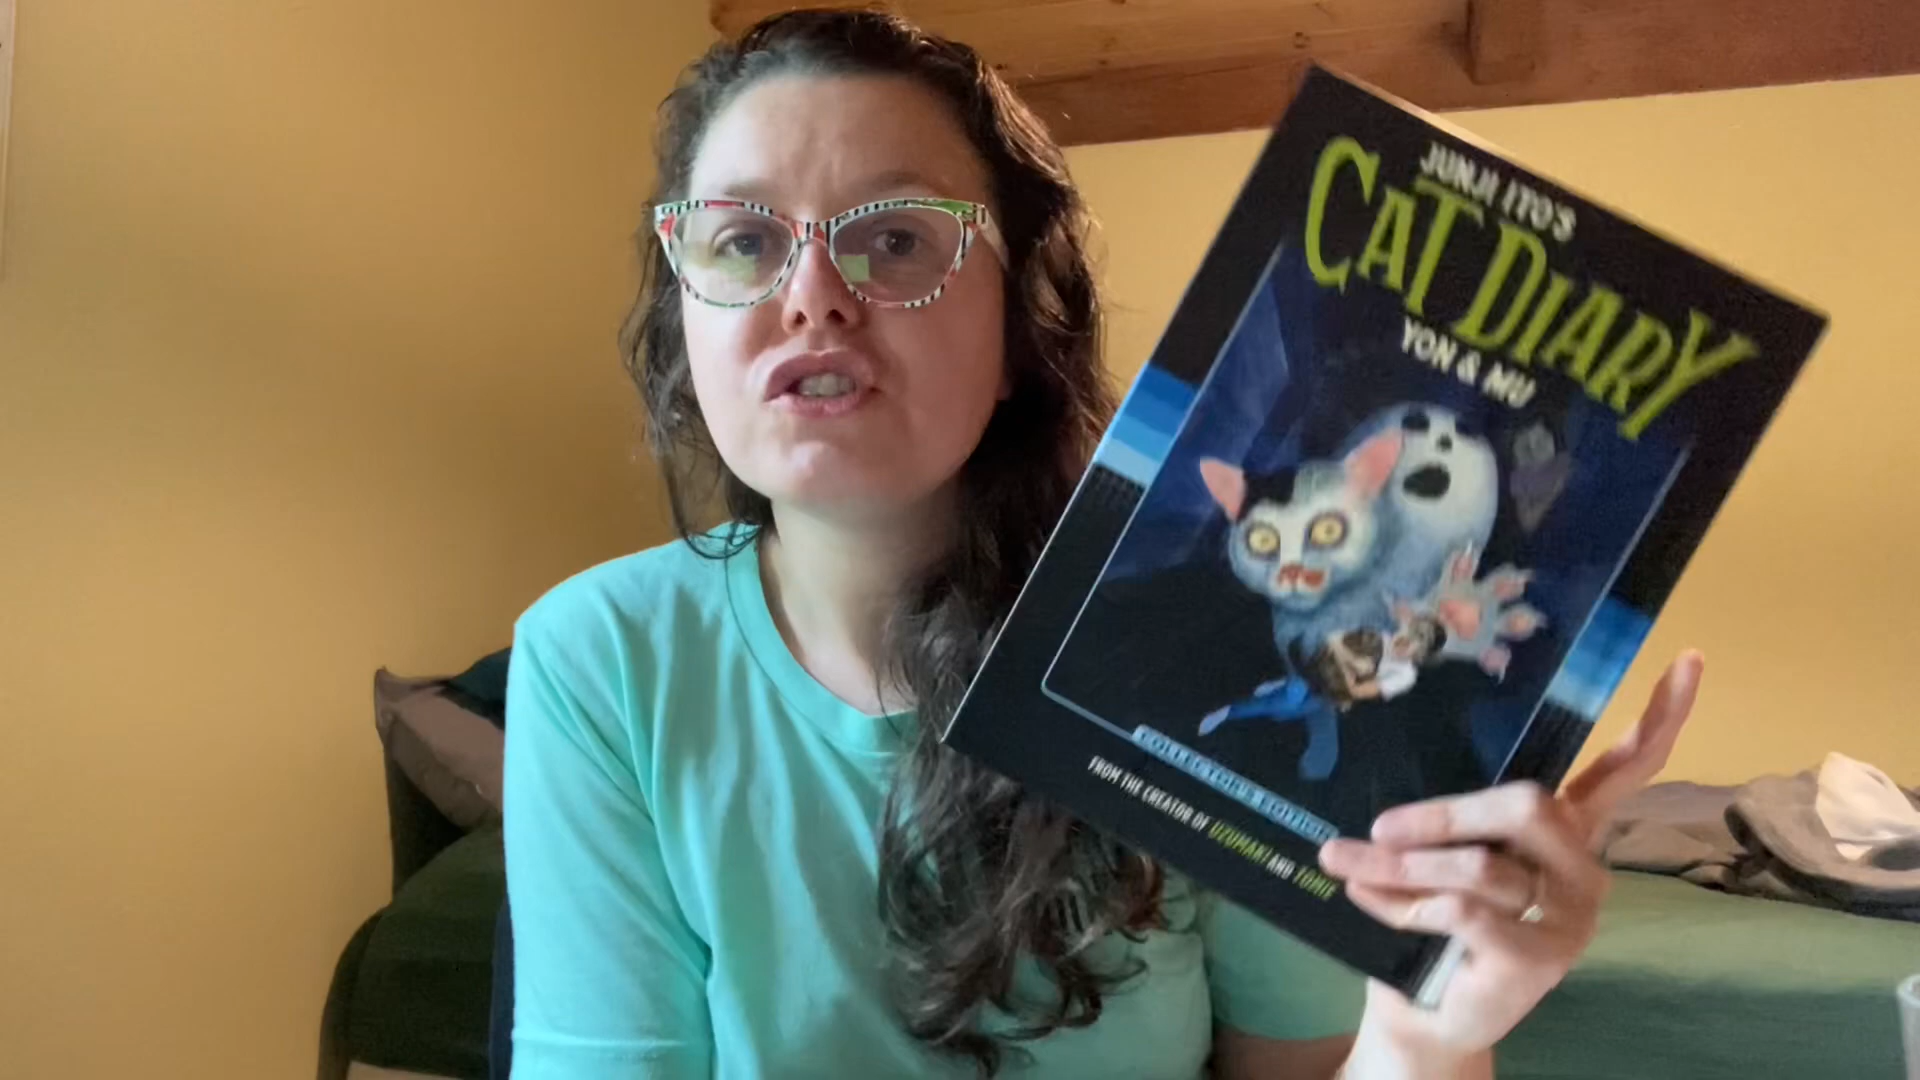 JUNJI ITO'S
CAT DIARY
YON & MU
COLLECTOR'S EDITION
FROM THE CREATOR OF UZUMAKI AND TOMIE